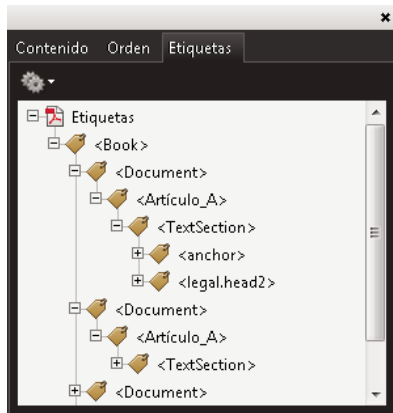 Contenido Orden Etiquetas
Etiquetas
<Book>
<Document>
<Artículo_A>
<TextSection>
<anchor>
<legal.head2>
<Document>
<Artículo_A>
<TextSection>
<Document>